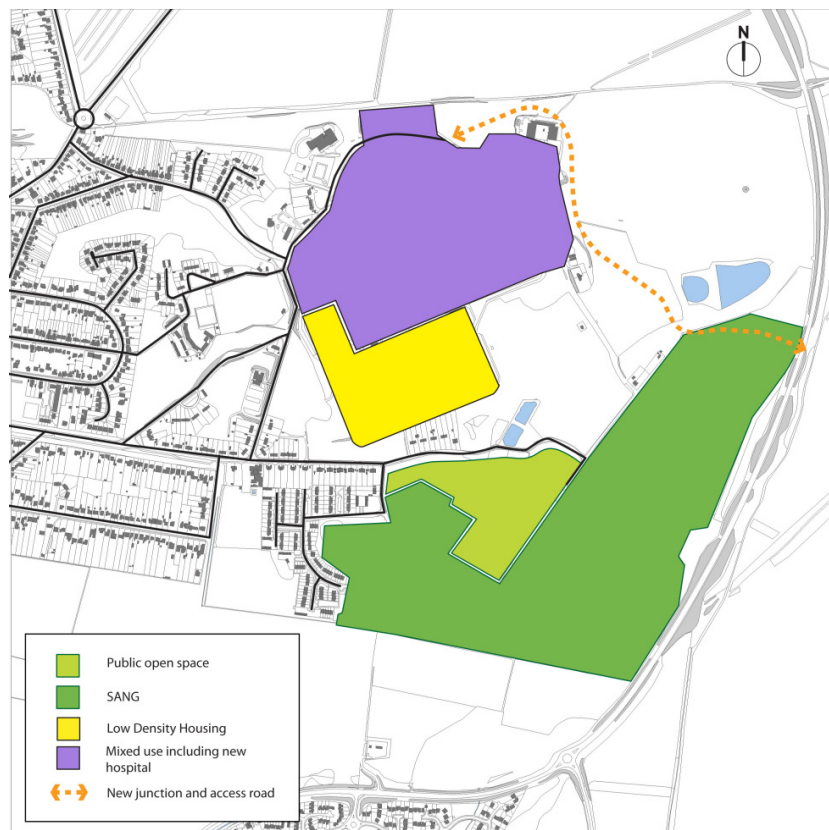 N
Public open space
SANG
Low Density Housing
Mixed use including new
hospital
New junction and access road